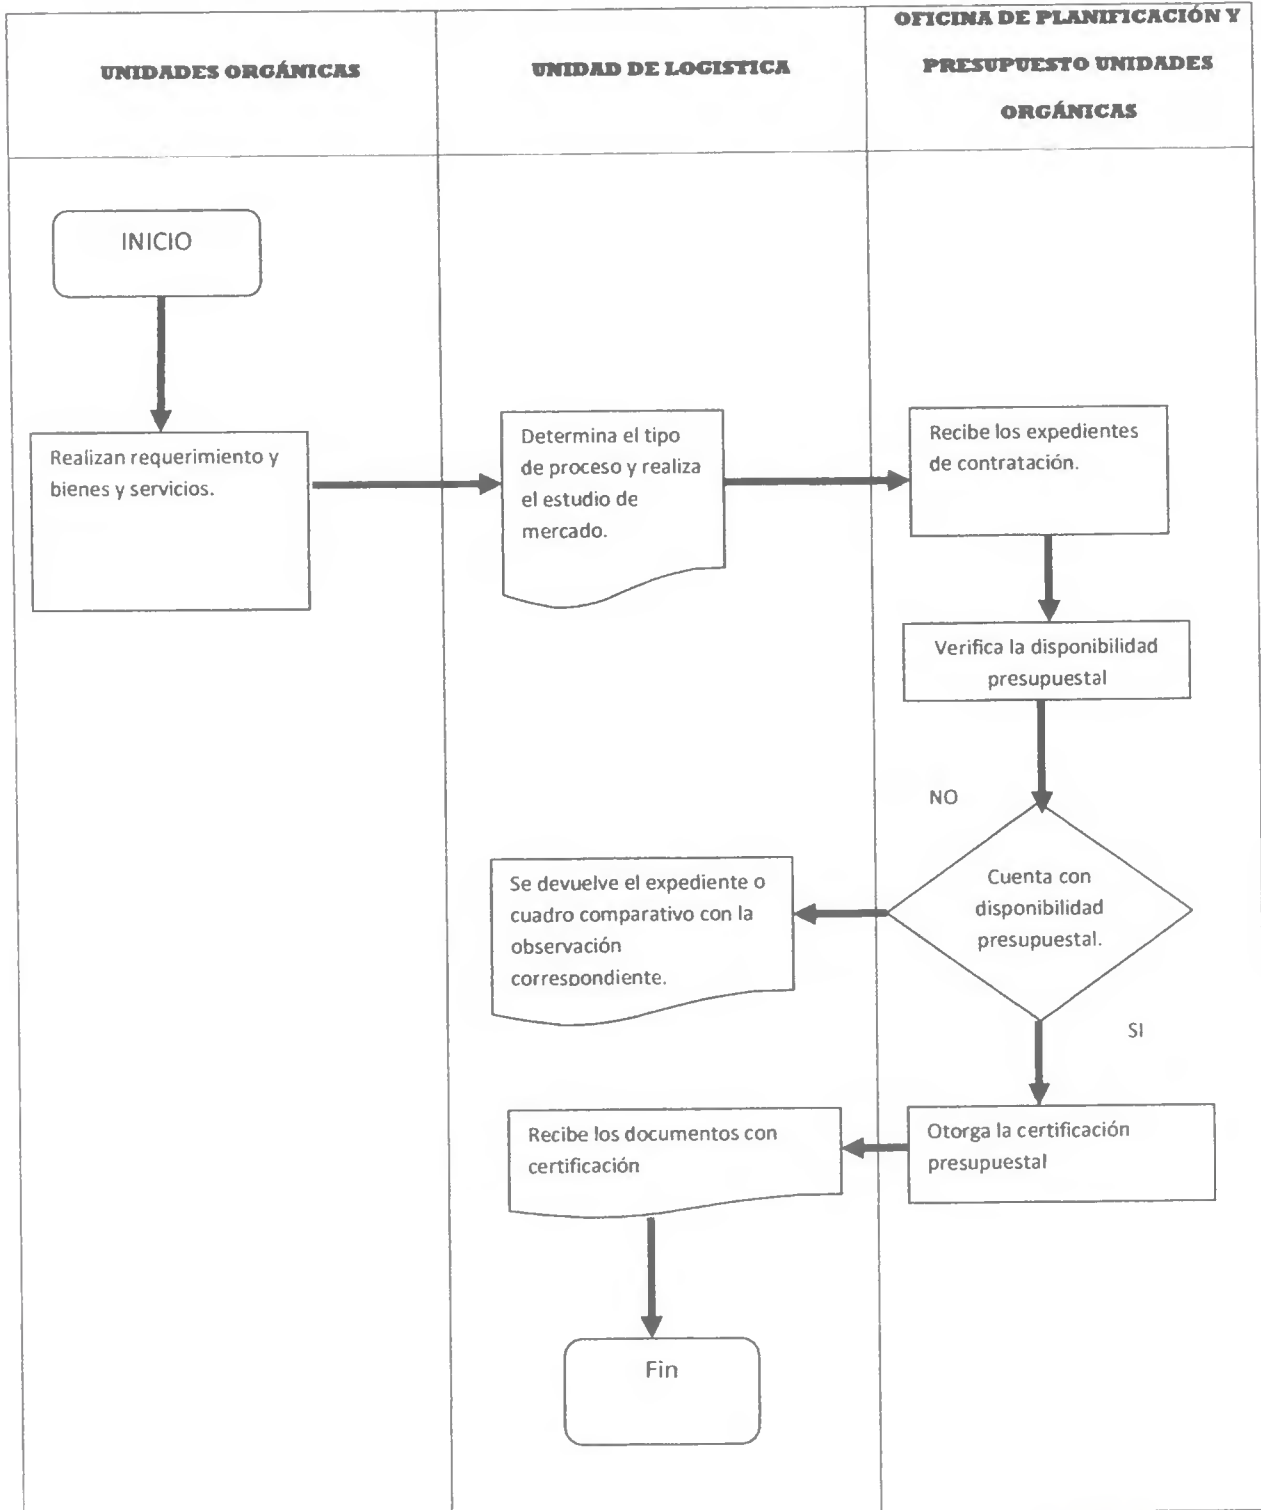 UNIDADES ORGÁNICAS
UNIDAD DE LOGISTICA
OFICINA DE PLANIFICACIÓN Y
PRESUPUESTO UNIDADES
ORGÁNICAS
INICIO
Realizan requerimiento y
bienes y servicios.
Determina el tipo
de proceso y realiza
el estudio de
mercado.
Recibe los expedientes
de contratación.
Verifica la disponibilidad
presupuestal
NO
Cuenta con
disponibilidad
presupuestal.
Se devuelve el expediente o
cuadro comparativo con la
observación
correspondiente.
SI
Otorga la certificación
presupuestal
Recibe los documentos con
certificación
Fin